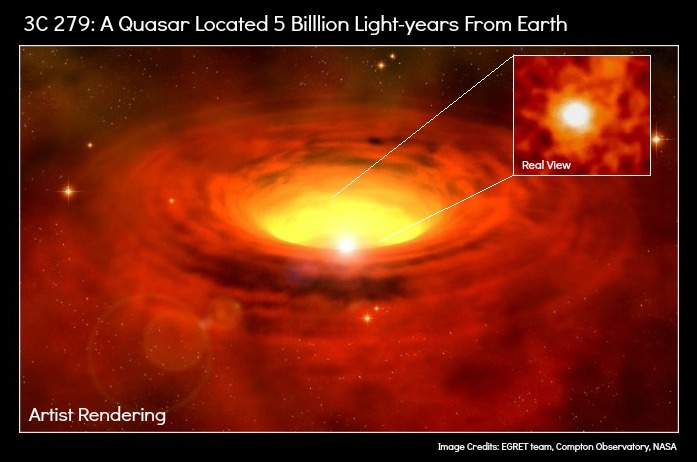 3C 279: A Quasar Located 5 Billlion Light-years From Earth
Real View
Artist Rendering
Image Credits: EGRET team, Compton Observatory, NASA